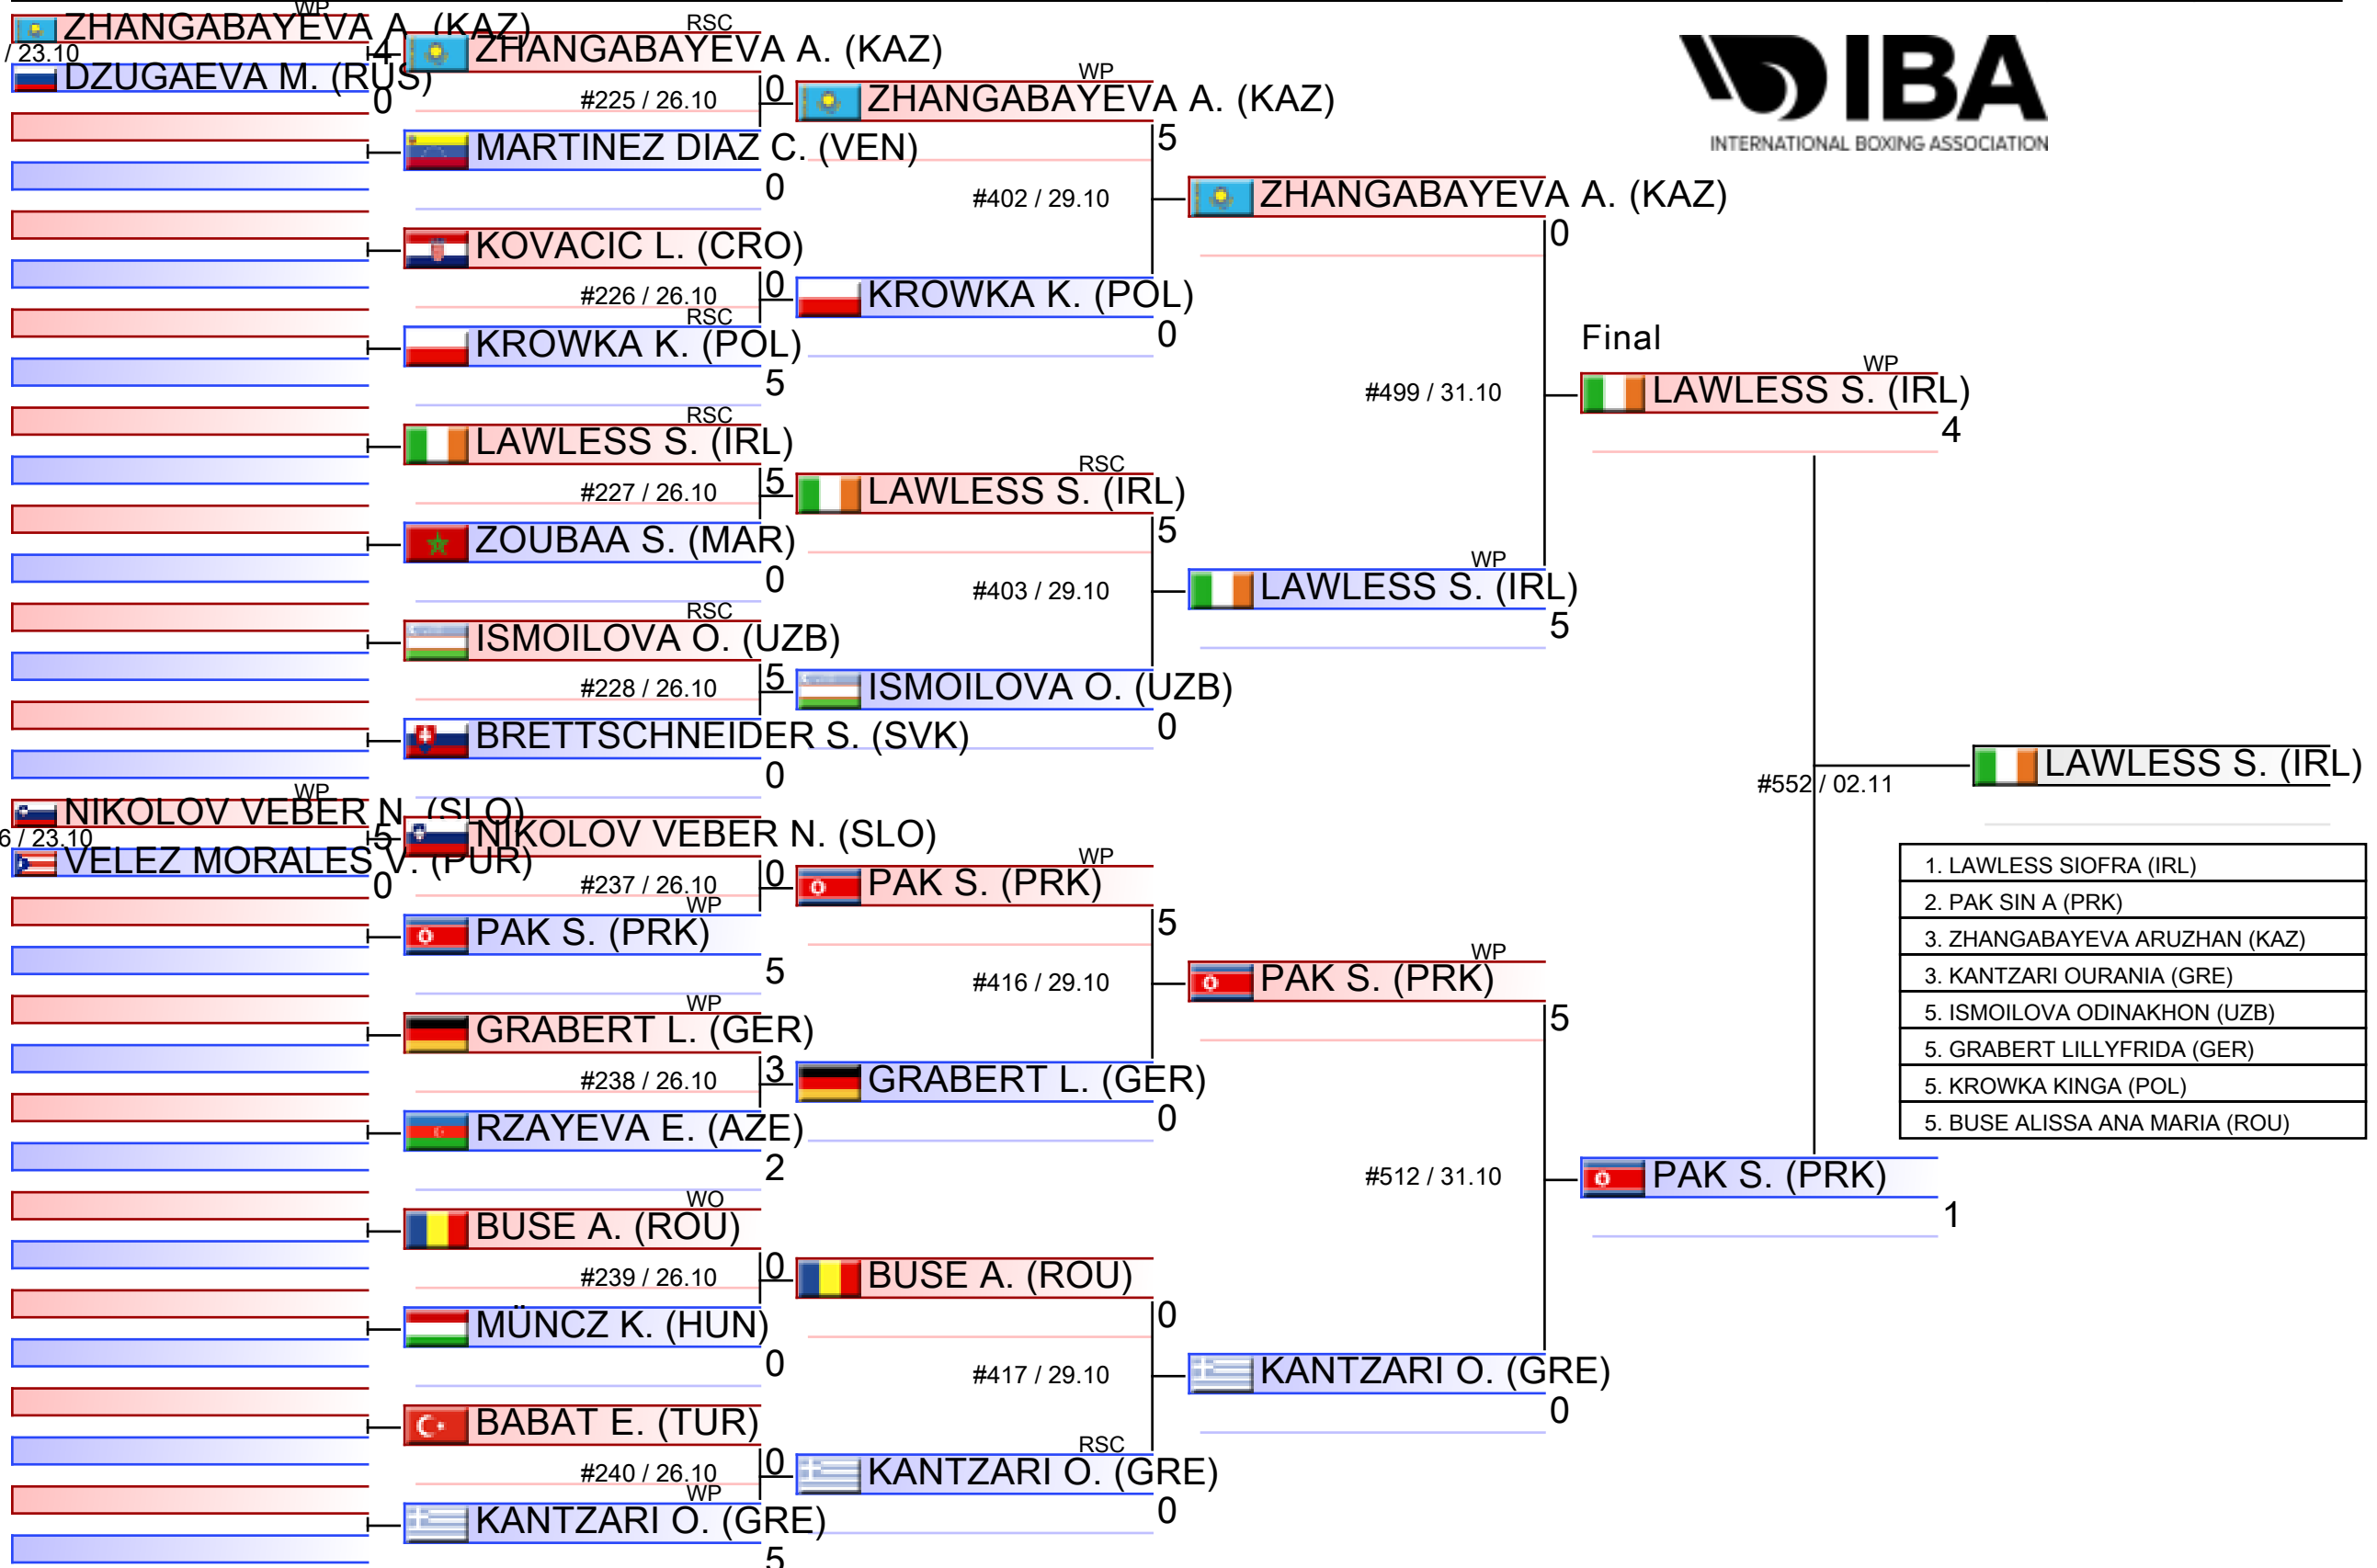 WP
ZHANGABAYEVA A. (KAZ)
/ 23.10
4
DZUGAEVA M. (RUS)
0
WP
NIKOLOV VEBER N. (SLO)
6 / 23.10
5
VELEZ MORALES V. (PUR)
0
RSC
ZHANGABAYEVA A. (KAZ)
0
#225 / 26.10
MARTINEZ DIAZ C. (VEN)
0
KOVACIC L. (CRO)
0
#226 / 26.10
RSC
KROWKA K. (POL)
5
RSC
LAWLESS S. (IRL)
5
#227 / 26.10
ZOUBAA S. (MAR)
0
RSC
ISMOILOVA O. (UZB)
5
#228 / 26.10
BRETTSCHNEIDER S. (SVK)
0
NIKOLOV VEBER N. (SLO)
0
#237 / 26.10
WP
PAK S. (PRK)
5
WP
GRABERT L. (GER)
3
#238 / 26.10
RZAYEVA E. (AZE)
2
WO
BUSE A. (ROU)
0
#239 / 26.10
MÜNCZ K. (HUN)
0
BABAT E. (TUR)
0
#240 / 26.10
WP
KANTZARI O. (GRE)
5
WP
ZHANGABAYEVA A. (KAZ)
5
#402 / 29.10
KROWKA K. (POL)
0
RSC
LAWLESS S. (IRL)
5
#403 / 29.10
ISMOILOVA O. (UZB)
0
WP
PAK S. (PRK)
5
#416 / 29.10
GRABERT L. (GER)
0
BUSE A. (ROU)
0
#417 / 29.10
RSC
KANTZARI O. (GRE)
0
ZHANGABAYEVA A. (KAZ)
0
#499 / 31.10
WP
LAWLESS S. (IRL)
5
WP
PAK S. (PRK)
5
#512 / 31.10
KANTZARI O. (GRE)
0
IBA
INTERNATIONAL BOXING ASSOCIATION
Final
WP
LAWLESS S. (IRL)
4
#552 / 02.11
PAK S. (PRK)
1
LAWLESS S. (IRL)
1. LAWLESS SIOFRA (IRL)
2. PAK SIN A (PRK)
3. ZHANGABAYEVA ARUZHAN (KAZ)
3. KANTZARI OURANIA (GRE)
5. ISMOILOVA ODINAKHON (UZB)
5. GRABERT LILLYFRIDA (GER)
5. KROWKA KINGA (POL)
5. BUSE ALISSA ANA MARIA (ROU)